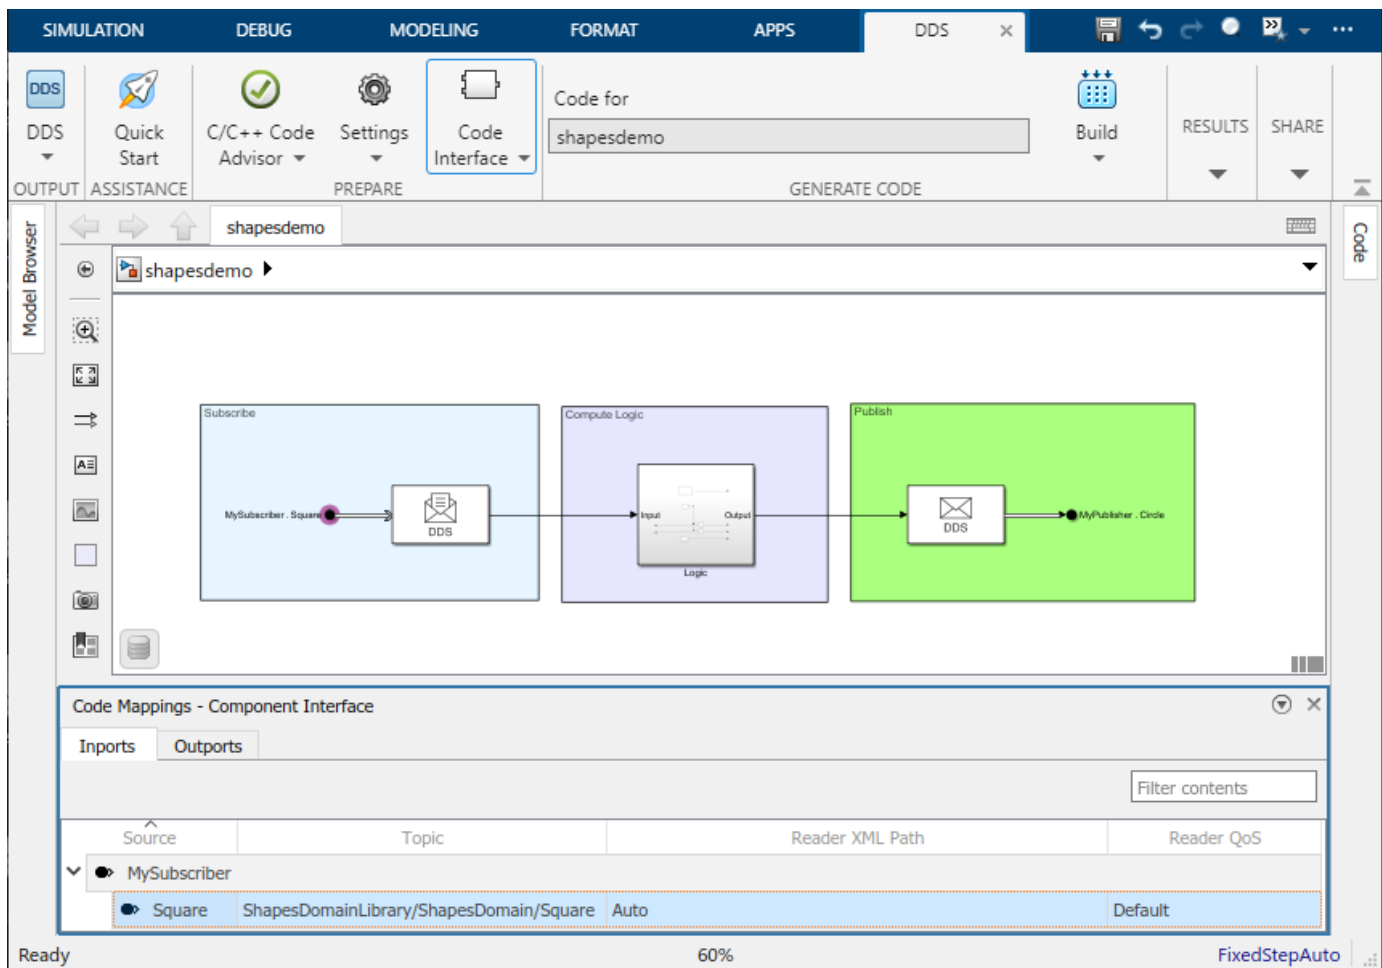 SIMULATION DEBUG MODELING FORMAT APPS DDS
DDS
DDS
OUTPUT
Quick
Start
ASSISTANCE
C/C++ Code
Advisor
Settings
Code
Interface
PREPARE
Code for
shapesdemo
Build
GENERATE CODE
RESULTS
SHARE
Model Browser
shapesdemo
shapesdemo
Code
Subscribe
MySubscriber . Square
DDS
Compute Logic
Input Output
Logic
Publish
DDS
MyPublisher . Circle
Code Mappings - Component Interface
Inports Outports
Filter contents
Source Topic Reader XML Path Reader QoS
MySubscriber
Square ShapesDomainLibrary/ShapesDomain/Square Auto Default
Ready 60% FixedStepAuto